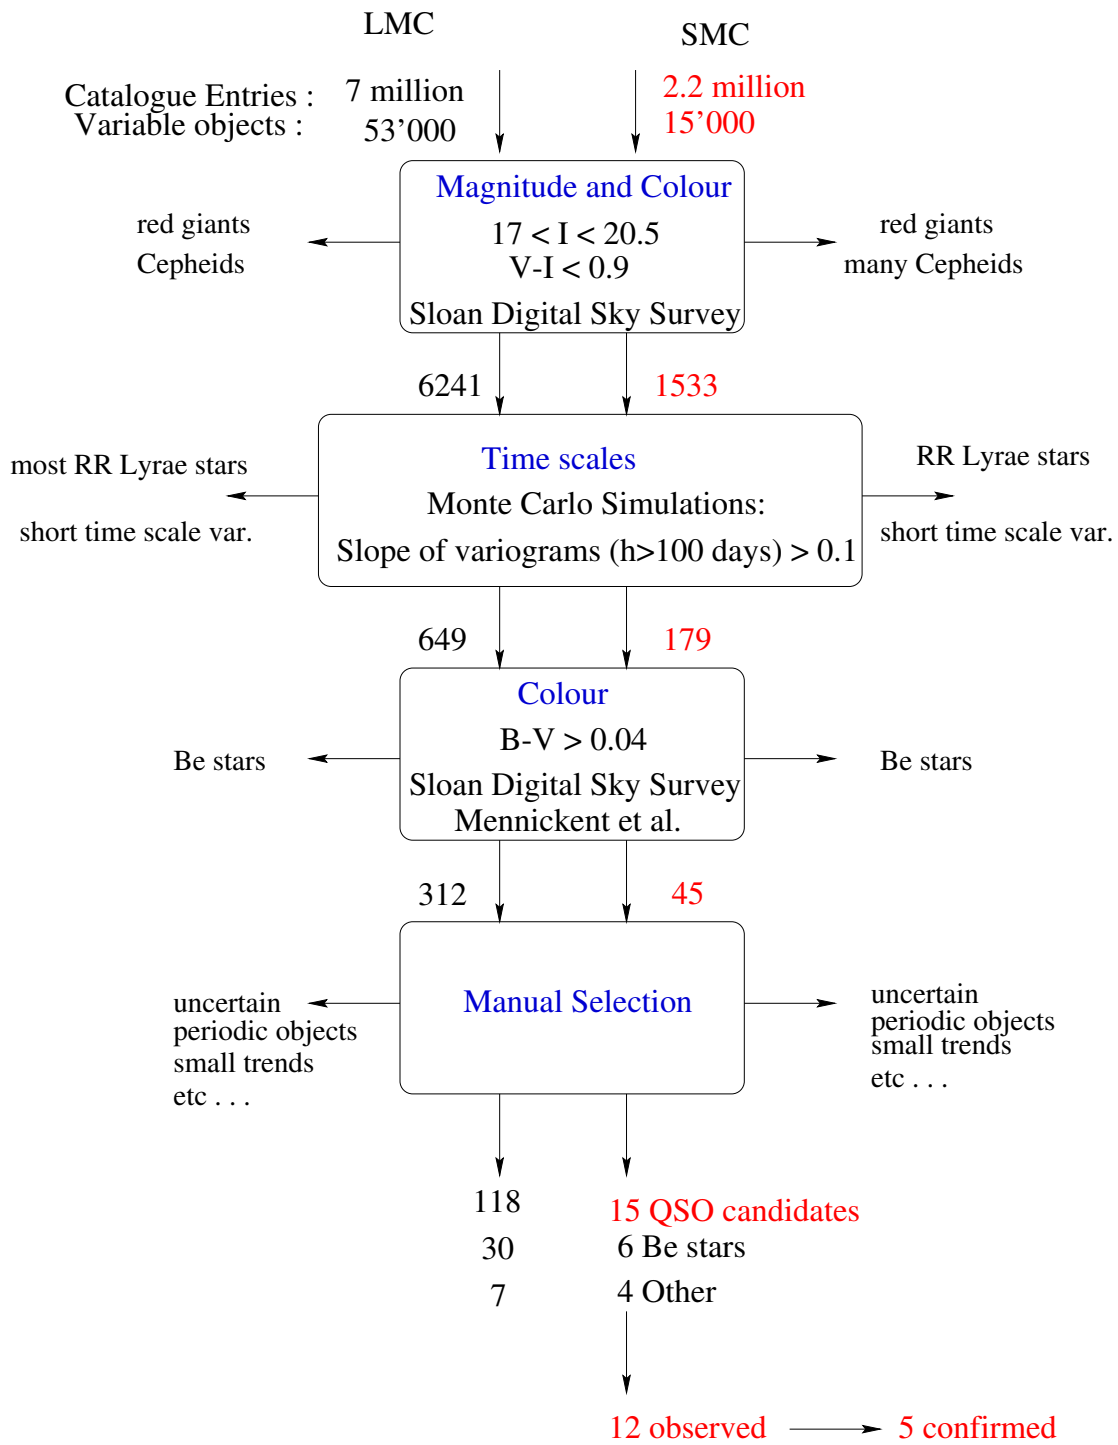 LMC
SMC
Catalogue Entries :
7 million
2.2 million
Variable objects :
53’000
15’000
Magnitude and Colour
17 < I < 20.5
V-I < 0.9
Sloan Digital Sky Survey
red giants
Cepheids
red giants
many Cepheids
6241
1533
Time scales
Monte Carlo Simulations:
Slope of variograms (h>100 days) > 0.1
most RR Lyrae stars
short time scale var.
RR Lyrae stars
short time scale var.
649
179
Colour
B-V > 0.04
Sloan Digital Sky Survey
Mennickent et al.
Be stars
Be stars
312
45
Manual Selection
uncertain
periodic objects
small trends
etc . . .
uncertain
periodic objects
small trends
etc . . .
118
15 QSO candidates
30
6 Be stars
7
4 Other
12 observed
5 confirmed